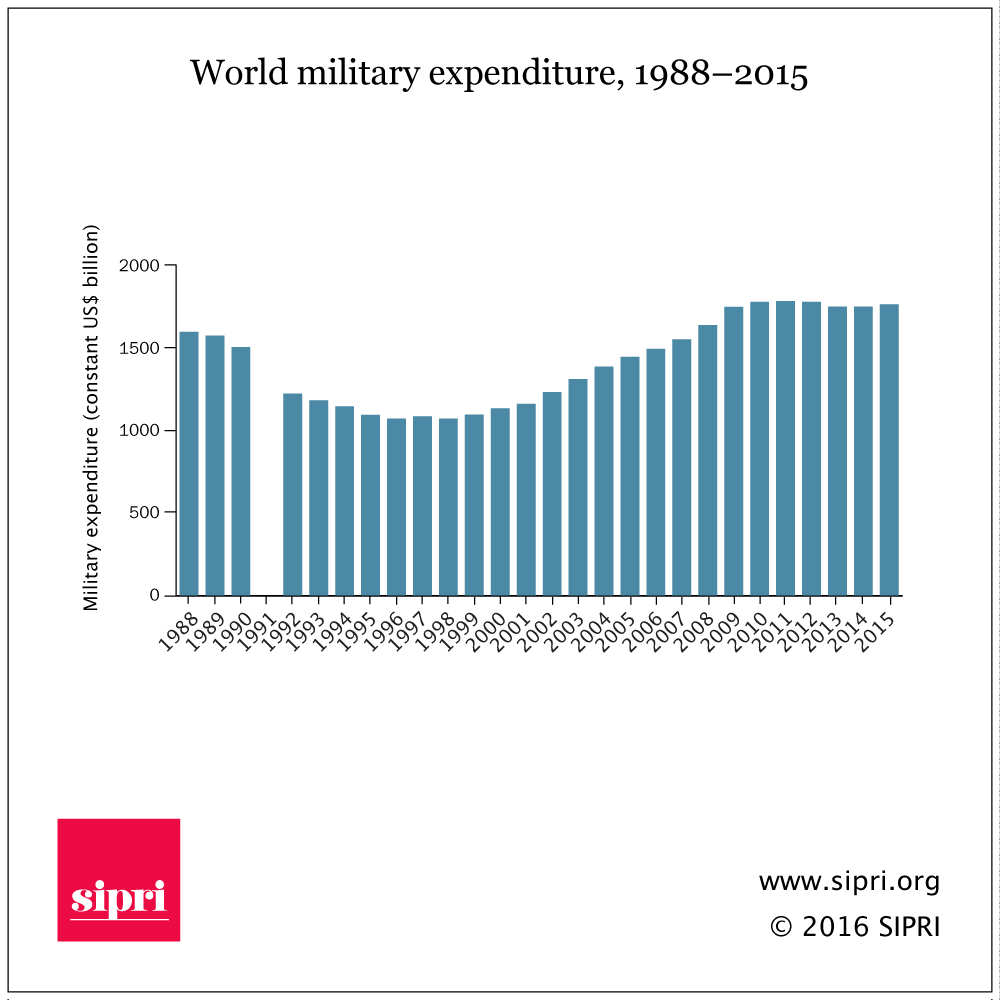 World military expenditure, 1988–2015
Military expenditure (constant US$ billion)
2000
1500
1000
500
0
1988 1989 1990 1991 1992 1993 1994 1995 1996 1997 1998 1999 2000 2001 2002 2003 2004 2005 2006 2007 2008 2009 2010 2011 2012 2013 2014 2015
sipri
www.sipri.org
© 2016 SIPRI